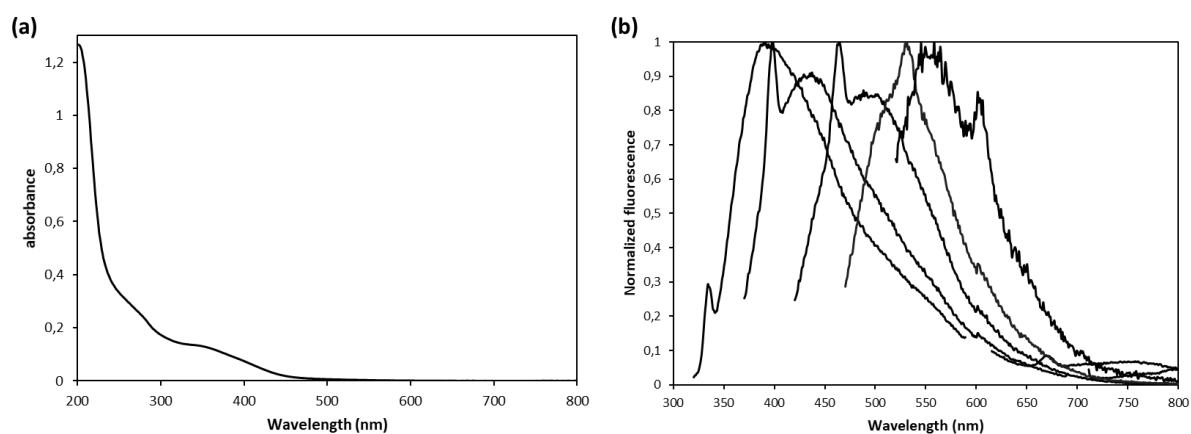 (a)
absorbance
1,2
1
0,8
0,6
0,4
0,2
0
200 300 400 500 600 700 800
Wavelength (nm)
(b)
Normalized fluorescence
1
0,9
0,8
0,7
0,6
0,5
0,4
0,3
0,2
0,1
0
300 350 400 450 500 550 600 650 700 750 800
Wavelength (nm)